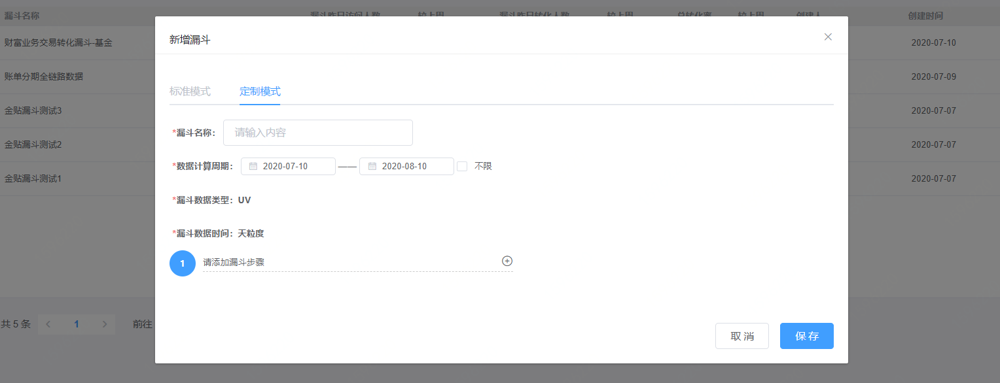 漏斗名称 漏斗昨日访问人数 较上周 漏斗昨日转化人数 较上周 总转化率 较上周 创建人 创建时间
新增漏斗
财富业务交易转化漏斗-基金 2020-07-10
账单分期全链路数据 2020-07-09
标准模式 定制模式
金贴漏斗测试3 2020-07-07
*漏斗名称: 请输入内容
金贴漏斗测试2 2020-07-07
*数据计算周期: 2020-07-10 —— 2020-08-10 不限
金贴漏斗测试1 2020-07-07
*漏斗数据类型: UV
*漏斗数据时间: 天粒度
1 请添加漏斗步骤
共 5 条 1 前往
取 消 保 存